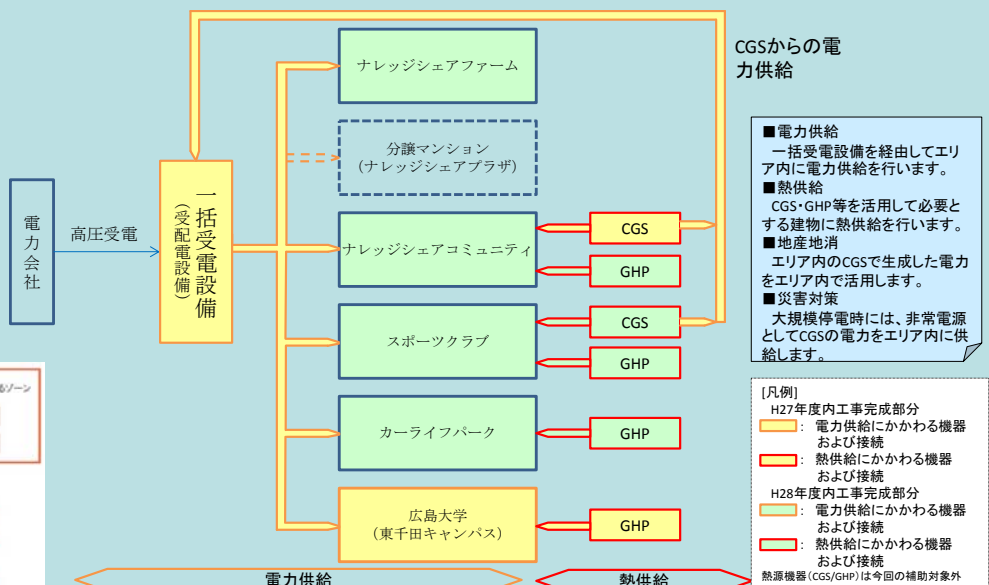 CGSからの電
力供給
ナレッジシェアファーム
分譲マンション
(ナレッジシェアプラザ)
電力会社
高圧受電
一括受電設備
(受配電設備)
ナレッジシェアコミュニティ
CGS
GHP
スポーツクラブ
CGS
GHP
カーライフパーク
GHP
広島大学
(東千田キャンパス)
GHP
電力供給
熱供給
■電力供給
一括受電設備を経由してエリ
ア内に電力供給を行います。
■熱供給
CGS・GHP等を活用して必要と
する建物に熱供給を行います。
■地産地消
エリア内のCGSで生成した電力
をエリア内で活用します。
■災害対策
大規模停電時には、非常電源
としてCGSの電力をエリア内に供
給します。
[凡例]
H27年度内工事完成部分
: 電力供給にかかわる機器
および接続
: 熱供給にかかわる機器
および接続
H28年度内工事完成部分
: 電力供給にかかわる機器
および接続
: 熱供給にかかわる機器
および接続
熱源機器(CGS/GHP)は今回の補助対象外
るゾーン